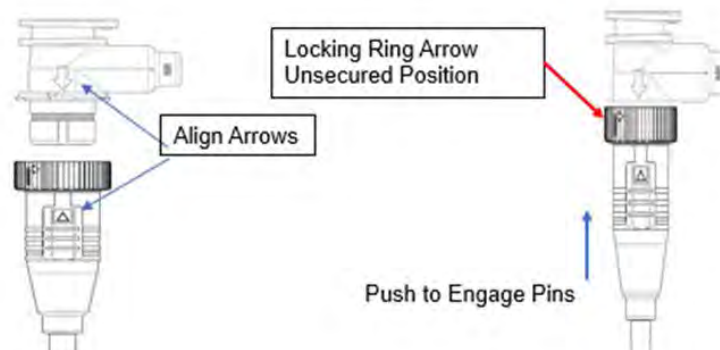 Locking Ring Arrow
Unsecured Position
Align Arrows
Push to Engage Pins